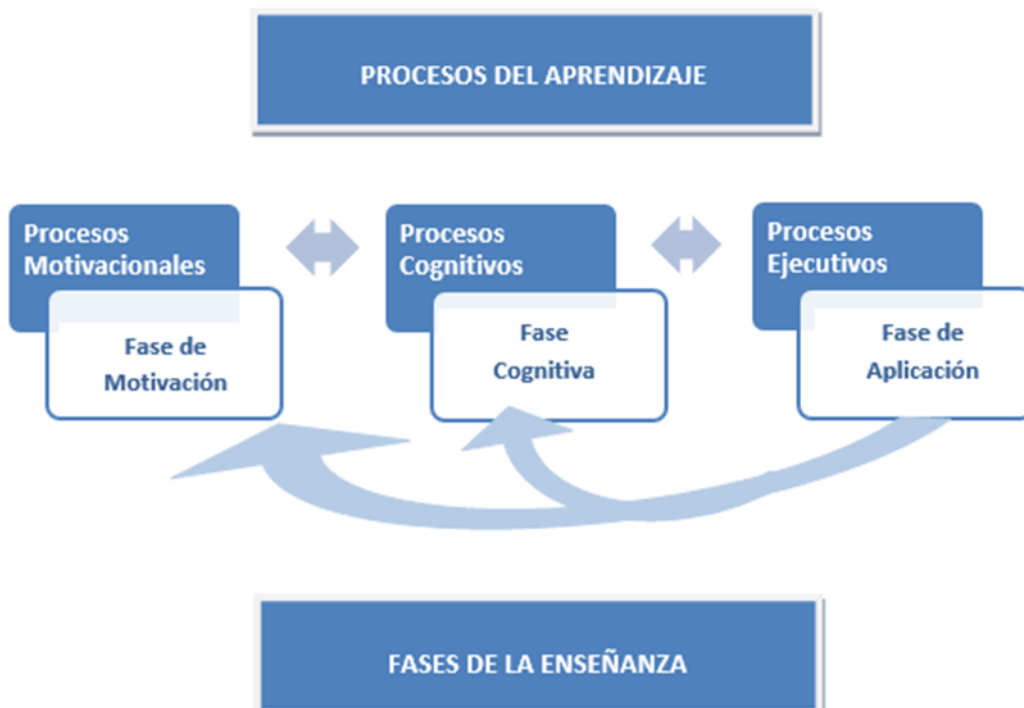 PROCESOS DEL APRENDIZAJE
Procesos
Motivacionales
Fase de
Motivación
Procesos
Cognitivos
Fase
Cognitiva
Procesos
Ejecutivos
Fase de
Aplicación
FASES DE LA ENSEÑANZA